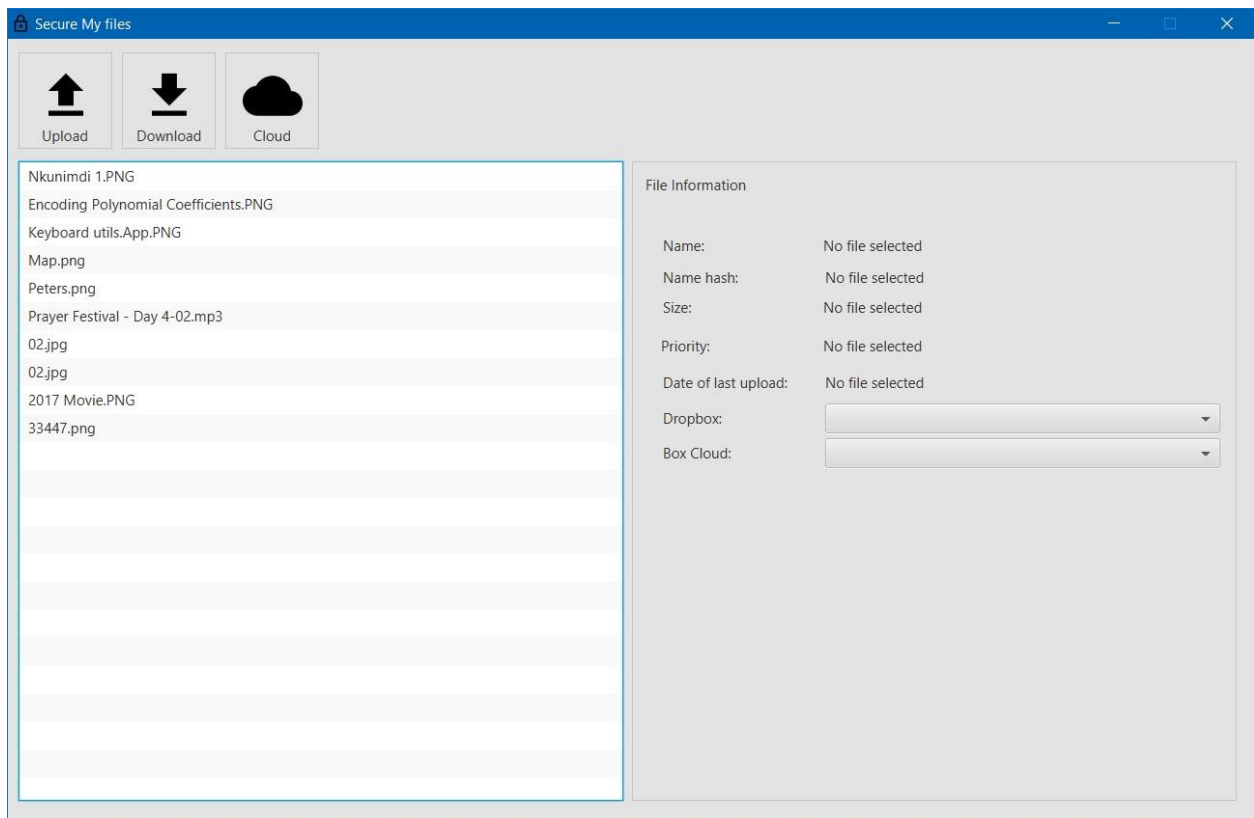 Secure My files
Upload
Download
Cloud
Nkunimdi 1.PNG
Encoding Polynomial Coefficients.PNG
Keyboard utils.App.PNG
Map.png
Peters.png
Prayer Festival - Day 4-02.mp3
02.jpg
02.jpg
2017 Movie.PNG
33447.png
File Information
Name: No file selected
Name hash: No file selected
Size: No file selected
Priority: No file selected
Date of last upload: No file selected
Dropbox:
Box Cloud: